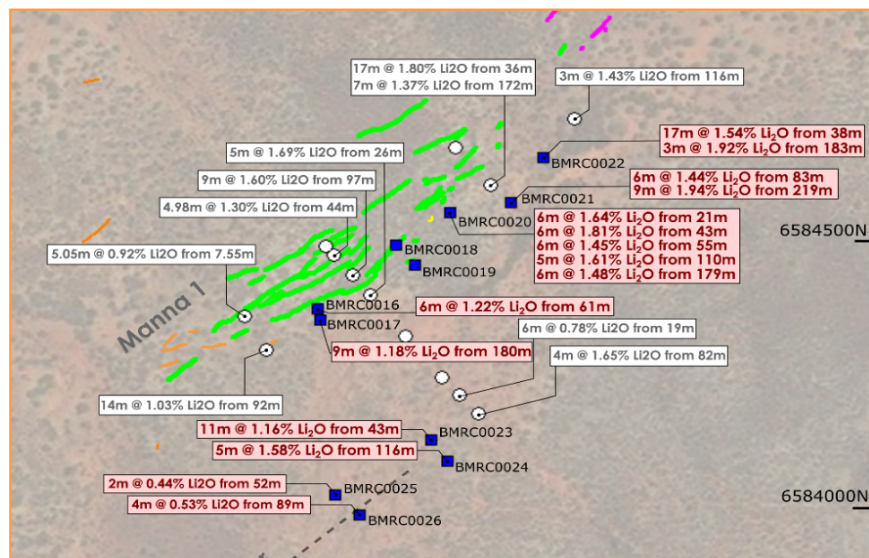 17m @ 1.80% Li2O from 36m
7m @ 1.37% Li2O from 172m
3m @ 1.43% Li2O from 116m
17m @ 1.54% Li₂O from 38m
3m @ 1.92% Li₂O from 183m
BMRC0022
5m @ 1.69% Li2O from 26m
9m @ 1.60% Li2O from 97m
4.98m @ 1.30% Li2O from 44m
5.05m @ 0.92% Li2O from 7.55m
6m @ 1.44% Li₂O from 83m
9m @ 1.94% Li₂O from 219m
BMRC0021
BMRC0020
6m @ 1.64% Li₂O from 21m
6m @ 1.81% Li₂O from 43m
6m @ 1.45% Li₂O from 55m
5m @ 1.61% Li₂O from 110m
6m @ 1.48% Li₂O from 179m
6584500N
BMRC0018
BMRC0019
Manna 1
BMRC0016
6m @ 1.22% Li₂O from 61m
BMRC0017
6m @ 0.78% Li2O from 19m
9m @ 1.18% Li₂O from 180m
4m @ 1.65% Li2O from 82m
14m @ 1.03% Li2O from 92m
11m @ 1.16% Li₂O from 43m
BMRC0023
5m @ 1.58% Li₂O from 116m
BMRC0024
2m @ 0.44% Li2O from 52m
BMRC0025
4m @ 0.53% Li2O from 89m
BMRC0026
6584000N